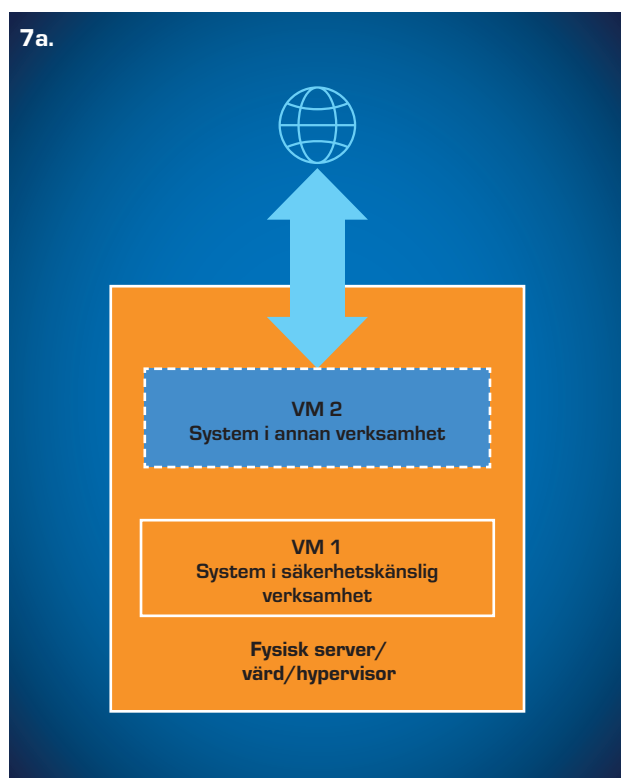 7a.
VM 2
System i annan verksamhet
VM 1
System i säkerhetskänslig
verksamhet
Fysisk server/
värd/hypervisor